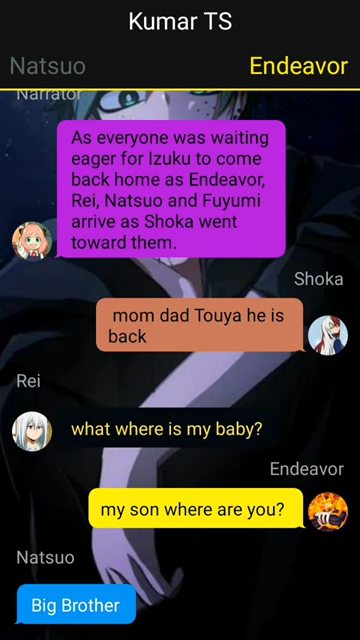 Kumar TS
Natsuo
Endeavor
Narrator
As everyone was waiting
eager for Izuku to come
back home as Endeavor,
Rei, Natsuo and Fuyumi
arrive as Shoka went
toward them.
Shoka
mom dad Touya he is
back
Rei
what where is my baby?
Endeavor
my son where are you?
Natsuo
Big Brother